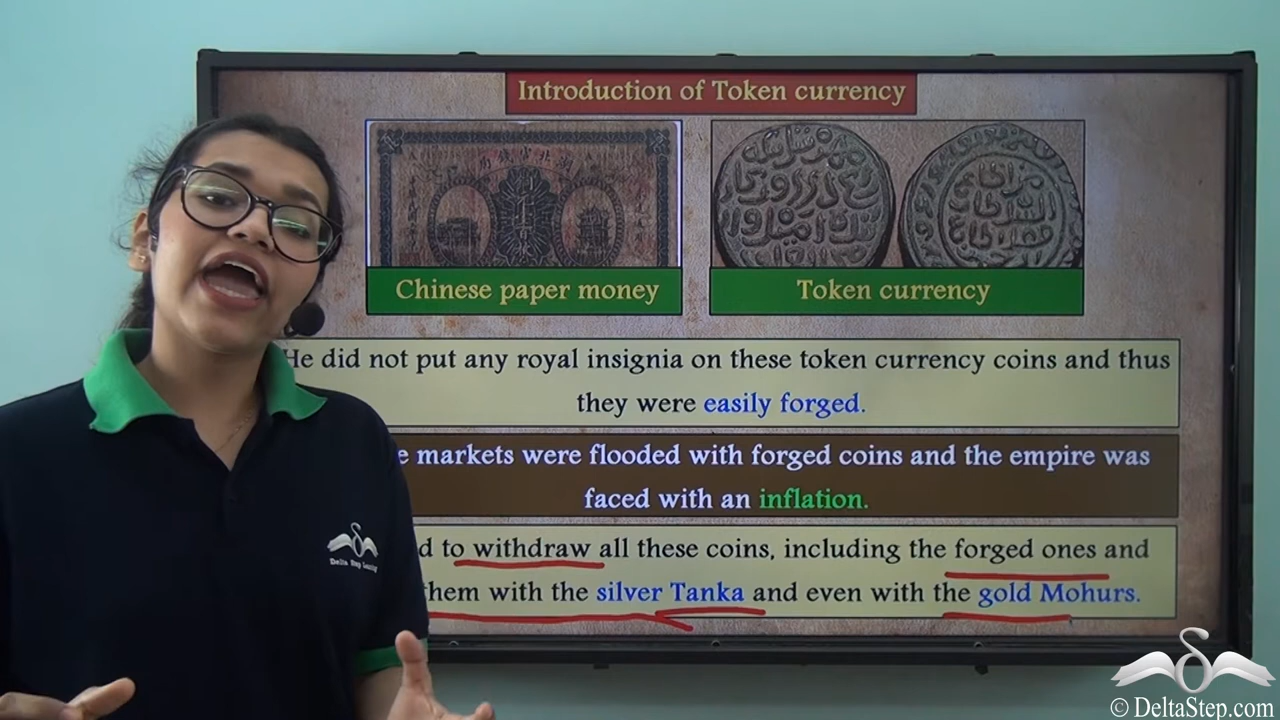 Introduction of Token currency
Chinese paper money
Token currency
He did not put any royal insignia on these token currency coins and thus
they were easily forged.
markets were flooded with forged coins and the empire was
faced with an inflation.
to withdraw all these coins, including the forged ones and
them with the silver Tanka and even with the gold Mohurs.
Delta Step
© DeltaStep.com